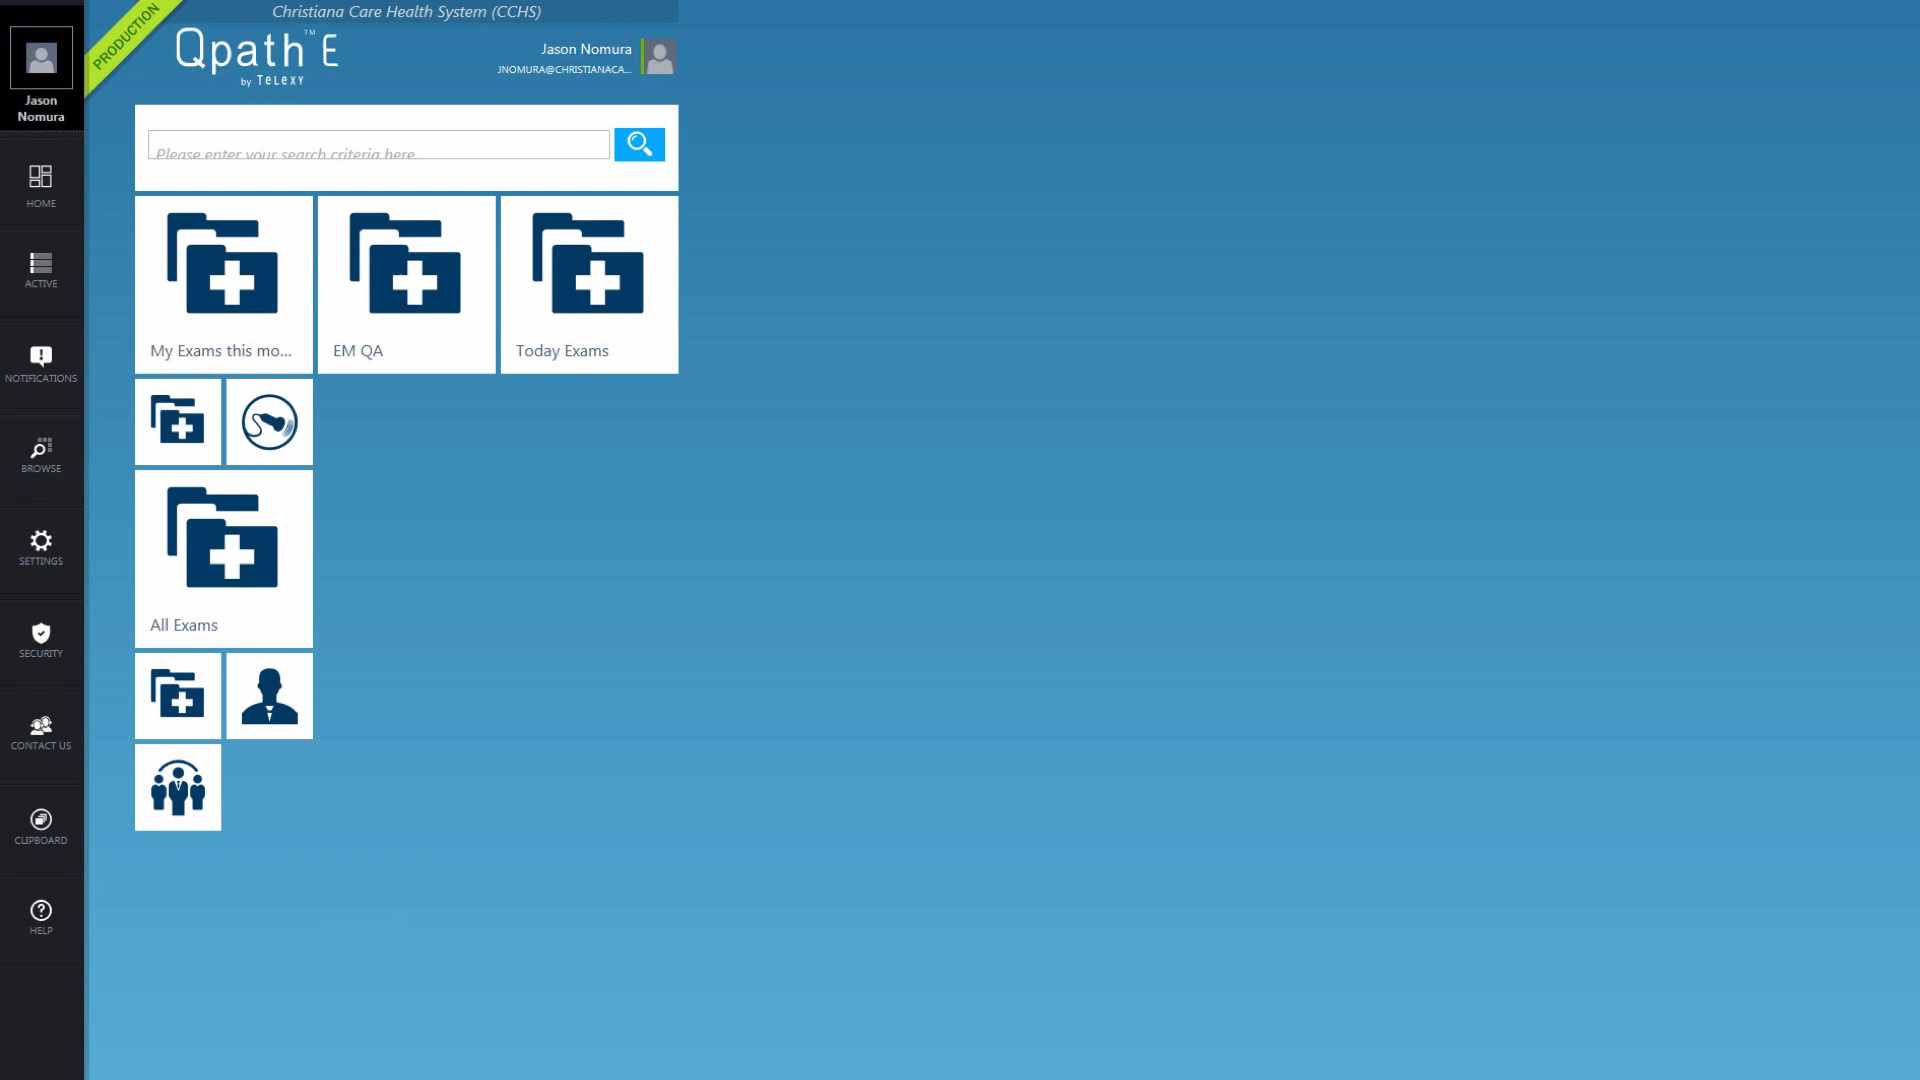 Christiana Care Health System (CCHS)
PRODUCTION
Qpath™ E
by TELEXY
Jason Nomura
JNOMURA@CHRISTIANACA...
Jason
Nomura
HOME
ACTIVE
NOTIFICATIONS
BROWSE
SETTINGS
SECURITY
CONTACT US
CLIPBOARD
HELP
Please enter your search criteria here
My Exams this mo...
EM QA
Today Exams
All Exams